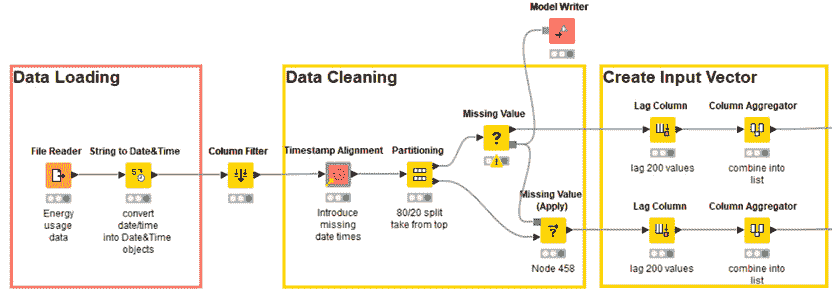 Model Writer
Data Loading
Data Cleaning
Create Input Vector
Missing Value
Lag Column
Column Aggregator
File Reader
String to Date&Time
Column Filter
Timestamp Alignment
Partitioning
lag 200 values
combine into
list
Energy
usage
data
convert
date/time
into Date&Time
objects
Introduce
missing
date times
80/20 split
take from top
Missing Value
(Apply)
Lag Column
Column Aggregator
Node 458
lag 200 values
combine into
list